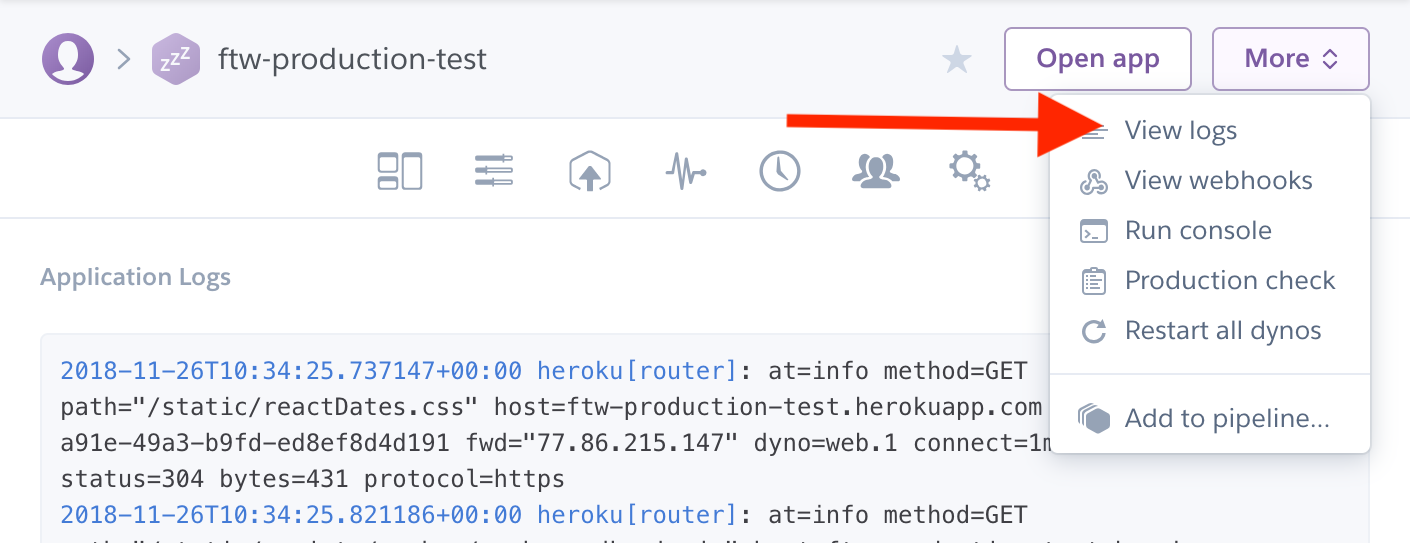 ftw-production-test
Open app
More
View logs
View webhooks
Run console
Production check
Restart all dynos
Add to pipeline...
Application Logs
2018-11-26T10:34:25.737147+00:00 heroku[router]: at=info method=GET
path="/static/reactDates.css" host=ftw-production-test.herokuapp.com
a91e-49a3-b9fd-ed8ef8d4d191 fwd="77.86.215.147" dyno=web.1 connect=1m
status=304 bytes=431 protocol=https
2018-11-26T10:34:25.821186+00:00 heroku[router]: at=info method=GET